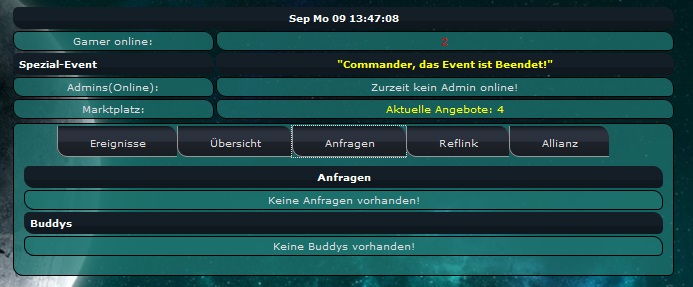 Sep Mo 09 13:47:08
Gamer online: 2
Spezial-Event "Commander, das Event ist Beendet!"
Admins(Online): Zurzeit kein Admin online!
Marktplatz: Aktuelle Angebote: 4
Ereignisse Übersicht Anfragen Reflink Allianz
Anfragen
Keine Anfragen vorhanden!
Buddys
Keine Buddys vorhanden!